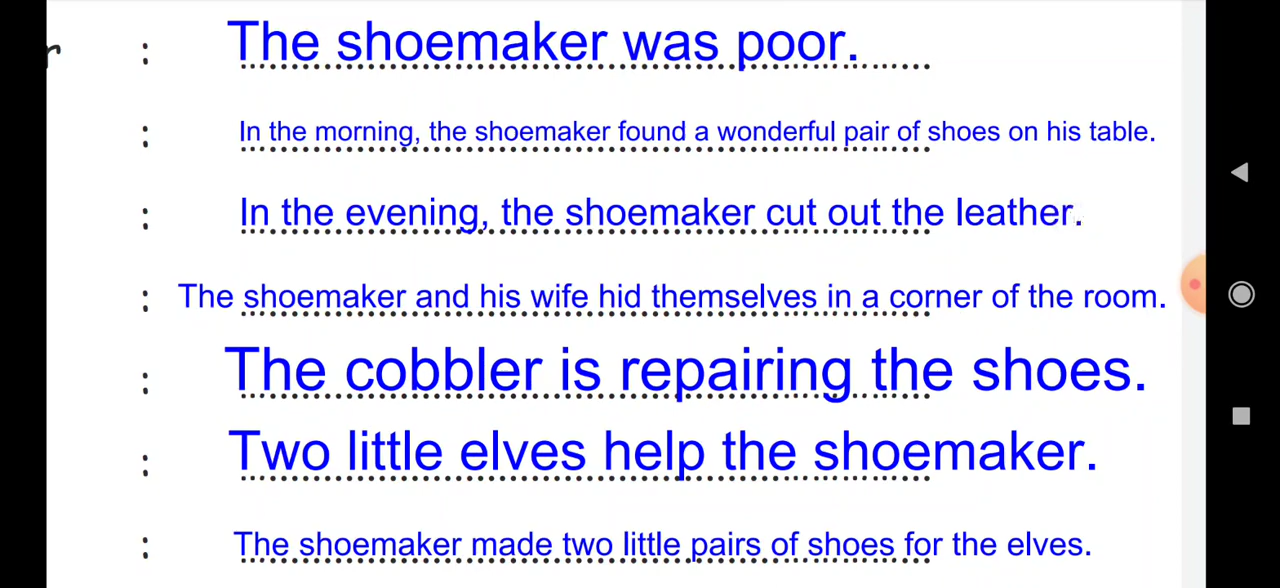 r : The shoemaker was poor.
: In the morning, the shoemaker found a wonderful pair of shoes on his table.
: In the evening, the shoemaker cut out the leather.
: The shoemaker and his wife hid themselves in a corner of the room.
: The cobbler is repairing the shoes.
: Two little elves help the shoemaker.
: The shoemaker made two little pairs of shoes for the elves.